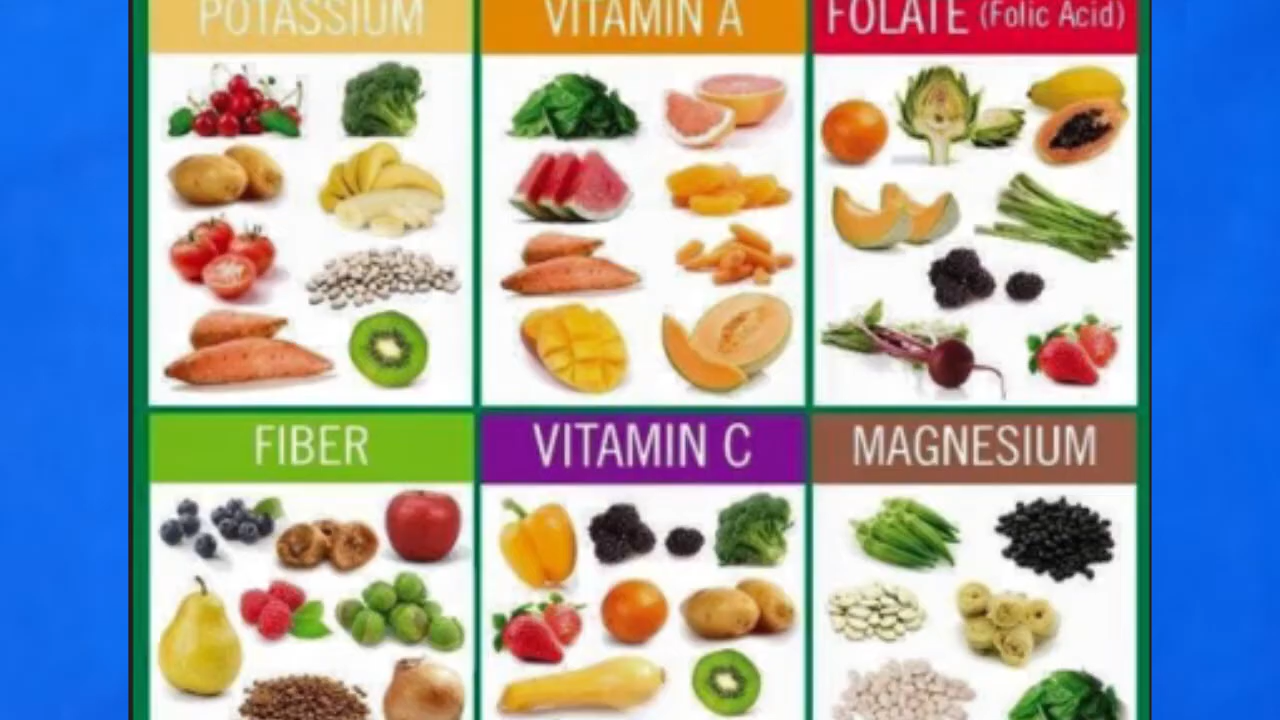 POTASSIUM
VITAMIN A
FOLATE (Folic Acid)
FIBER
VITAMIN C
MAGNESIUM